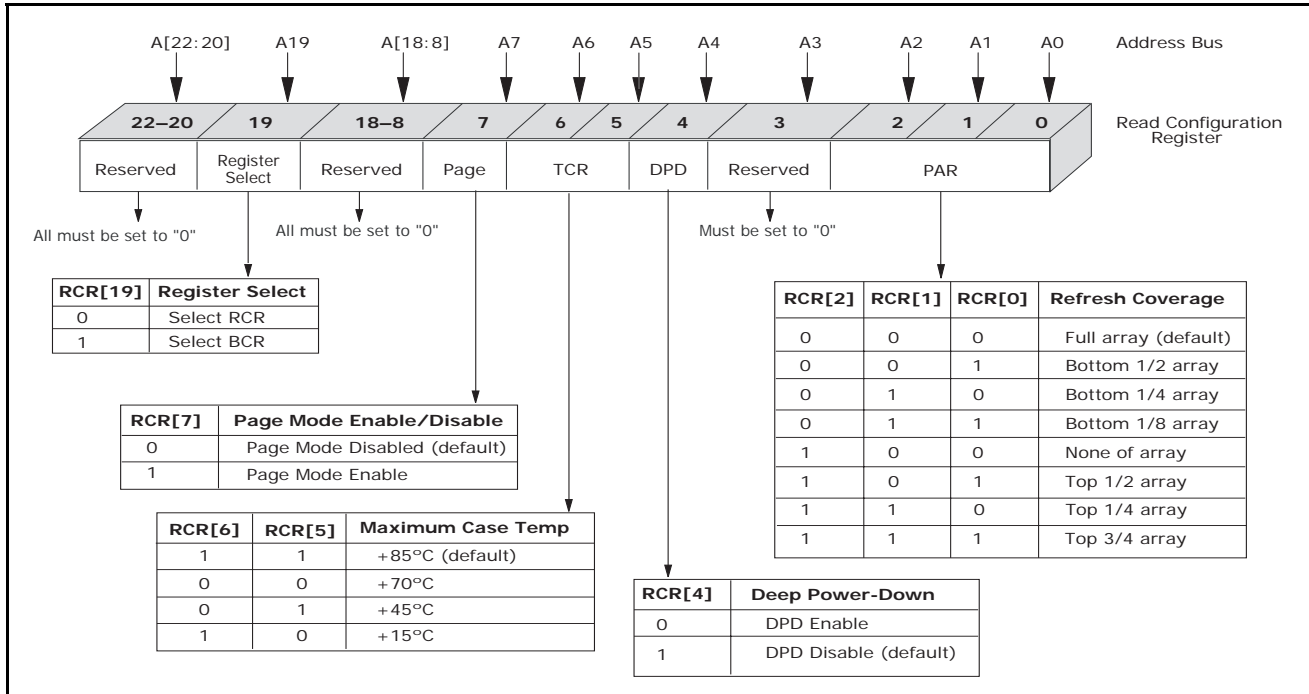 A[22:20] A19 A[18:8] A7 A6 A5 A4 A3 A2 A1 A0 Address Bus
22–20 19 18–8 7 6 5 4 3 2 1 0 Read Configuration
Register
Reserved Register Select Reserved Page TCR DPD Reserved PAR
All must be set to "0" All must be set to "0" Must be set to "0"
RCR[19] Register Select
0 Select RCR
1 Select BCR
RCR[2] RCR[1] RCR[0] Refresh Coverage
0 0 0 Full array (default)
0 0 1 Bottom 1/2 array
0 1 0 Bottom 1/4 array
0 1 1 Bottom 1/8 array
1 0 0 None of array
1 0 1 Top 1/2 array
1 1 0 Top 1/4 array
1 1 1 Top 3/4 array
RCR[7] Page Mode Enable/Disable
0 Page Mode Disabled (default)
1 Page Mode Enable
RCR[6] RCR[5] Maximum Case Temp
1 1 +85ºC (default)
0 0 +70ºC
0 1 +45ºC
1 0 +15ºC
RCR[4] Deep Power-Down
0 DPD Enable
1 DPD Disable (default)